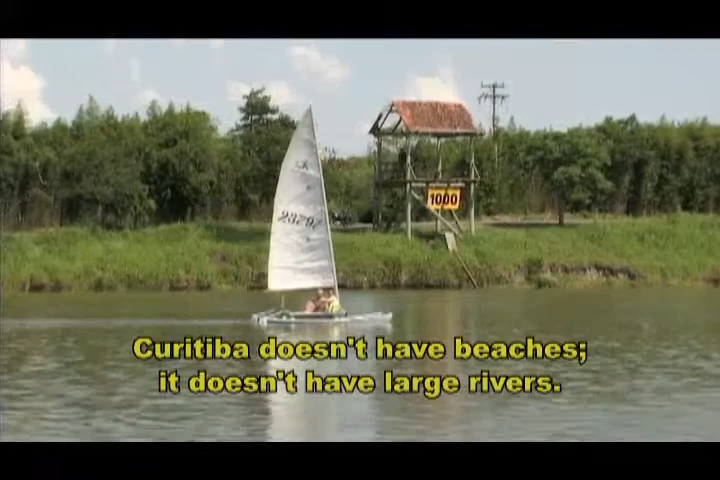 1000
Curitiba doesn't have beaches;
it doesn't have large rivers.